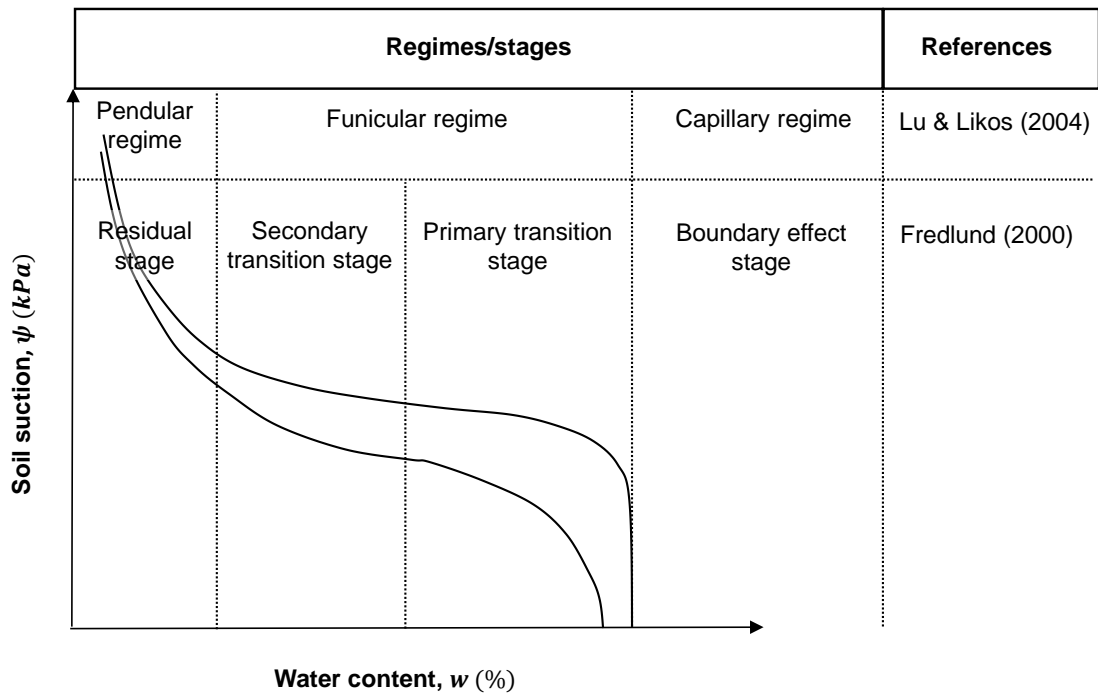 Regimes/stages
References
Pendular
regime
Funicular regime
Capillary regime
Lu & Likos (2004)
Residual
stage
Secondary
transition stage
Primary transition
stage
Boundary effect
stage
Fredlund (2000)
Soil suction, ψ (kPa)
Water content, w (%)